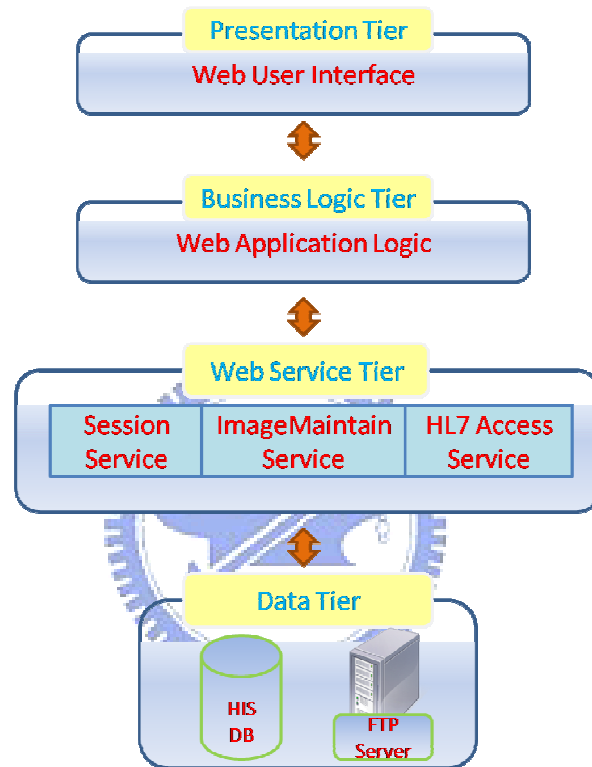 Presentation Tier
Web User Interface
Business Logic Tier
Web Application Logic
Web Service Tier
Session
Service
ImageMaintain
Service
HL7 Access
Service
Data Tier
HIS
DB
FTP
Server